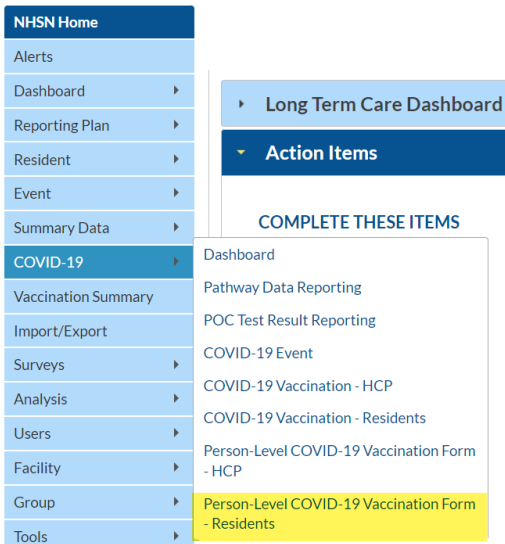 NHSN Home
Alerts
Dashboard
Reporting Plan
Resident
Event
Summary Data
COVID-19
Vaccination Summary
Import/Export
Surveys
Analysis
Users
Facility
Group
Tools
Long Term Care Dashboard
Action Items
COMPLETE THESE ITEMS
Dashboard
Pathway Data Reporting
POC Test Result Reporting
COVID-19 Event
COVID-19 Vaccination - HCP
COVID-19 Vaccination - Residents
Person-Level COVID-19 Vaccination Form
- HCP
Person-Level COVID-19 Vaccination Form
- Residents